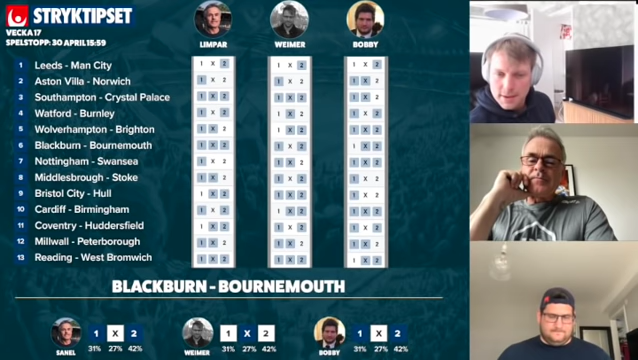 STRYKTIPSET
VECKA 17
SPELSTOPP: 30 APRIL 15:59
LIMPAR
WEIMER
BOBBY
1 Leeds - Man City
2 Aston Villa - Norwich
3 Southampton - Crystal Palace
4 Watford - Burnley
5 Wolverhampton - Brighton
6 Blackburn - Bournemouth
7 Nottingham - Swansea
8 Middlesbrough - Stoke
9 Bristol City - Hull
10 Cardiff - Birmingham
11 Coventry - Huddersfield
12 Millwall - Peterborough
13 Reading - West Bromwich
BLACKBURN - BOURNEMOUTH
1 X 2 1 X 2 1 X 2
31% 27% 42% 31% 27% 42% 31% 27% 42%
SANEL WEIMER BOBBY